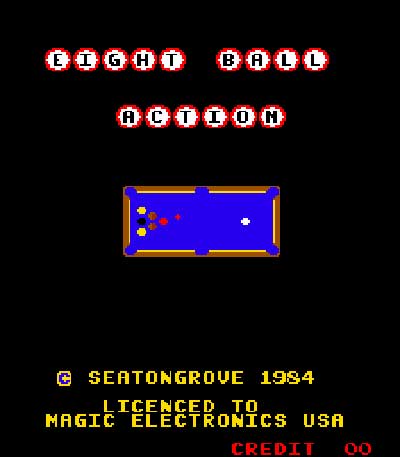 EIGHT BALL
ACTION
© SEATONGROVE 1984
LICENCED TO
MAGIC ELECTRONICS USA
CREDIT 00